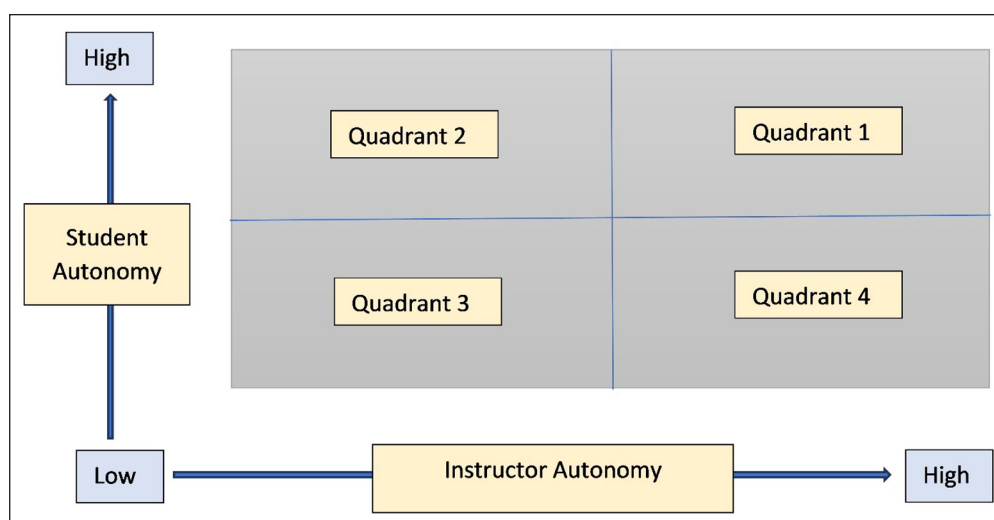 High
Quadrant 2
Quadrant 1
Student
Autonomy
Quadrant 3
Quadrant 4
Low
Instructor Autonomy
High